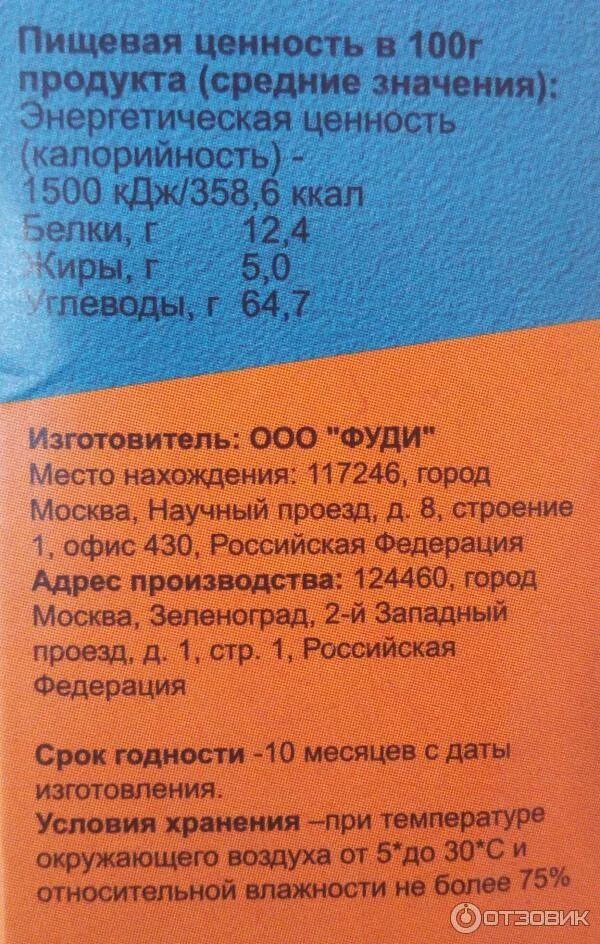 Пищевая ценность в 100г
продукта (средние значения):
Энергетическая ценность
(калорийность) -
1500 кДж/358,6 ккал
Белки, г 12,4
Жиры, г 5,0
Углеводы, г 64,7
Изготовитель: ООО "ФУДИ"
Место нахождения: 117246, город
Москва, Научный проезд, д. 8, строение
1, офис 430, Российская Федерация
Адрес производства: 124460, город
Москва, Зеленоград, 2-й Западный
проезд, д. 1, стр. 1, Российская
Федерация
Срок годности -10 месяцев с даты
изготовления.
Условия хранения –при температуре
окружающего воздуха от 5*до 30*С и
относительной влажности не более 75%
ОТЗОВИК